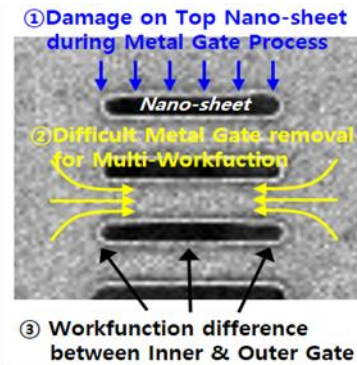 ①Damage on Top Nano-sheet
during Metal Gate Process
Nano-sheet
②Difficult Metal Gate removal
for Multi-Workfuction
③ Workfunction difference
between Inner & Outer Gate